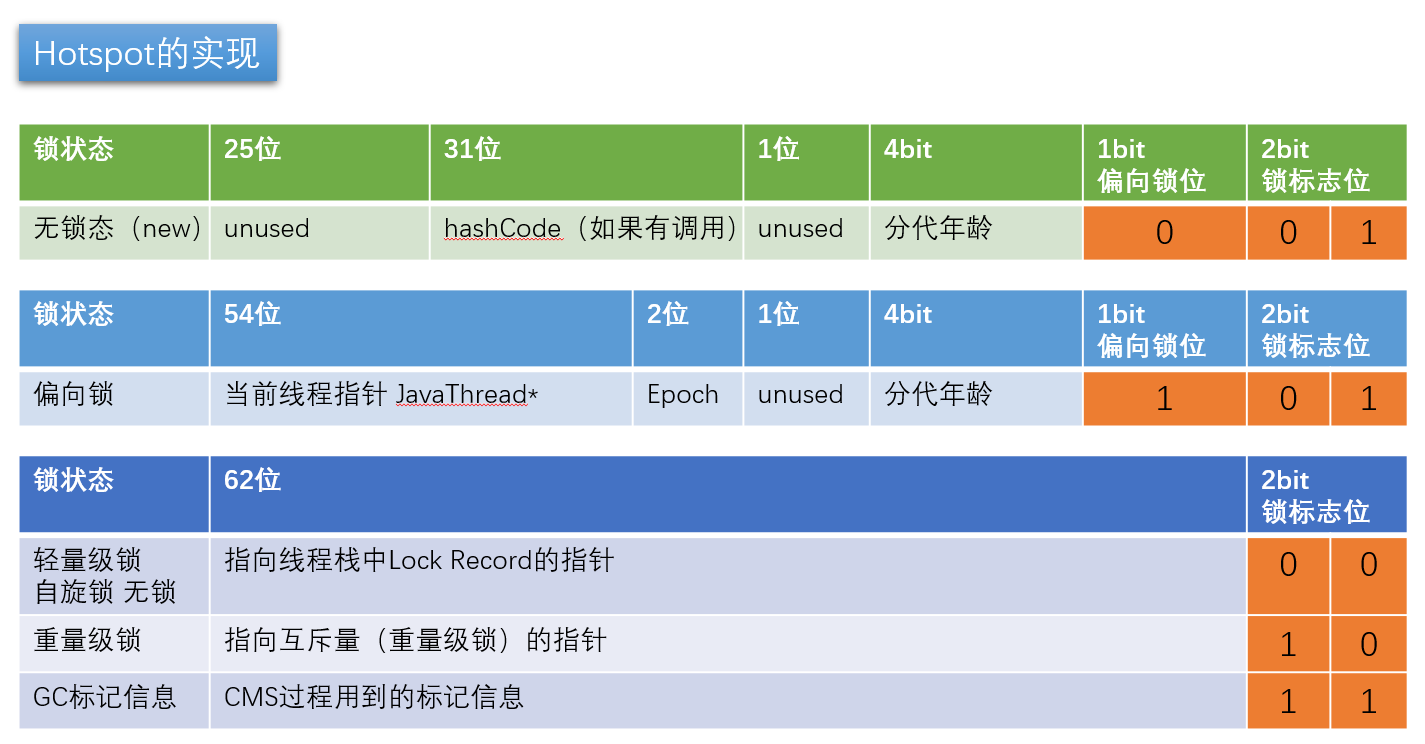 Hotspot的实现
锁状态 25位 31位 1位 4bit 1bit 2bit
偏向锁位 锁标志位
无锁态（new） unused hashCode（如果有调用） unused 分代年龄 0 0 1
锁状态 54位 2位 1位 4bit 1bit 2bit
偏向锁位 锁标志位
偏向锁 当前线程指针 JavaThread* Epoch unused 分代年龄 1 0 1
锁状态 62位 2bit
锁标志位
轻量级锁 指向线程栈中Lock Record的指针 0 0
自旋锁 无锁
重量级锁 指向互斥量（重量级锁）的指针 1 0
GC标记信息 CMS过程用到的标记信息 1 1